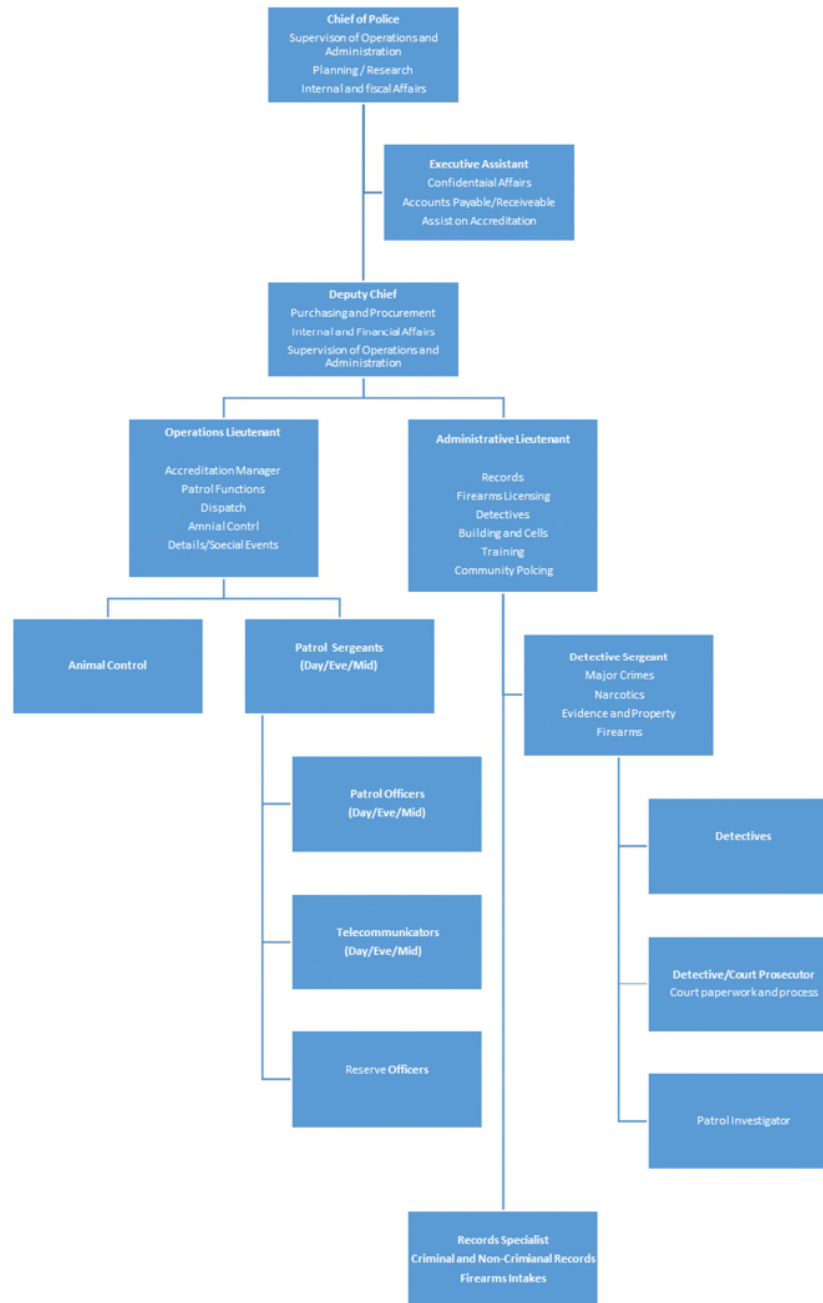 Chief of Police
Supervison of Operations and
Administration
Planning / Research
Internal and fiscal Affairs
Executive Assistant
Confidentaial Affairs
Accounts Payable/Receiveable
Assist on Accreditation
Deputy Chief
Purchasing and Procurement
Internal and Financial Affairs
Supervision of Operations and
Administration
Operations Lieutenant
Accreditation Manager
Patrol Functions
Dispatch
Amnial Contrl
Details/Soecial Events
Administrative Lieutenant
Records
Firearms Licensing
Detectives
Building and Cells
Training
Community Polcing
Animal Control
Patrol Sergeants
(Day/Eve/Mid)
Detective Sergeant
Major Crimes
Narcotics
Evidence and Property
Firearms
Patrol Officers
(Day/Eve/Mid)
Telecommunicators
(Day/Eve/Mid)
Reserve Officers
Detectives
Detective/Court Prosecutor
Court paperwork and process
Patrol Investigator
Records Specialist
Criminal and Non-Crimianal Records
Firearms Intakes